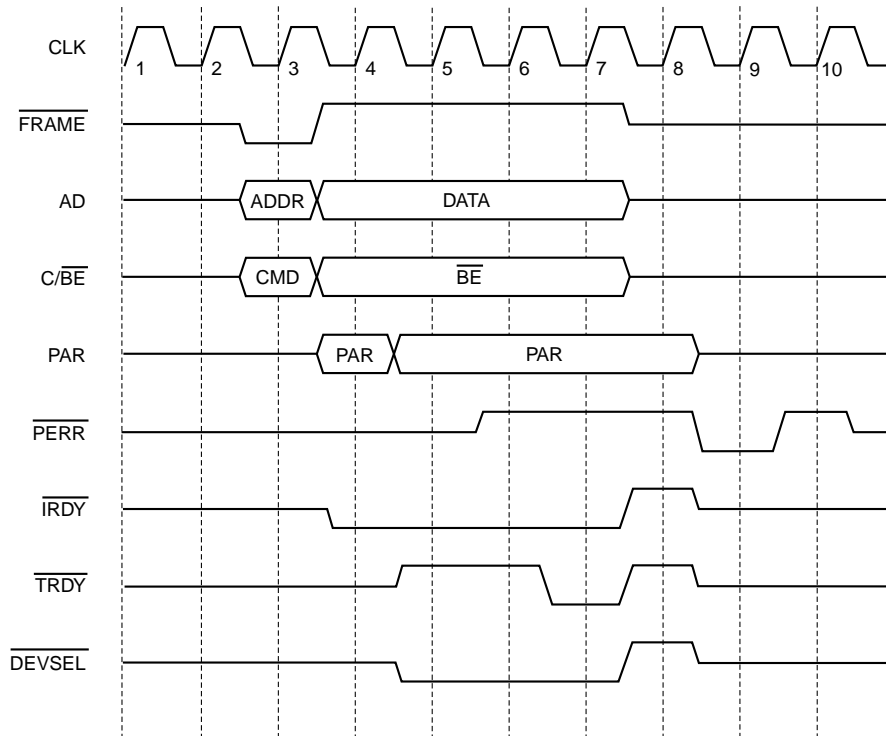 CLK
1 2 3 4 5 6 7 8 9 10
FRAME
AD ADDR DATA
C/BE CMD BE
PAR PAR PAR
PERR
IRDY
TRDY
DEVSEL